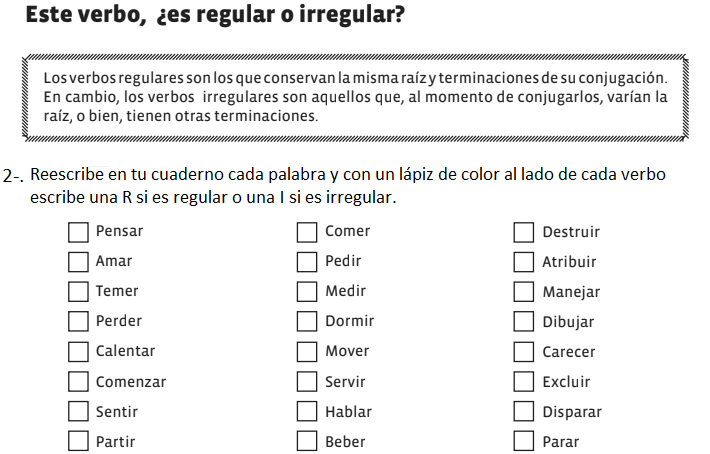 Este verbo, ¿es regular o irregular?
Los verbos regulares son los que conservan la misma raíz y terminaciones de su conjugación.
En cambio, los verbos irregulares son aquellos que, al momento de conjugarlos, varían la
raíz, o bien, tienen otras terminaciones.
2-. Reescribe en tu cuaderno cada palabra y con un lápiz de color al lado de cada verbo
escribe una R si es regular o una I si es irregular.
Pensar
Amar
Temer
Perder
Calentar
Comenzar
Sentir
Partir
Comer
Pedir
Medir
Dormir
Mover
Servir
Hablar
Beber
Destruir
Atribuir
Manejar
Dibujar
Carecer
Excluir
Disparar
Parar